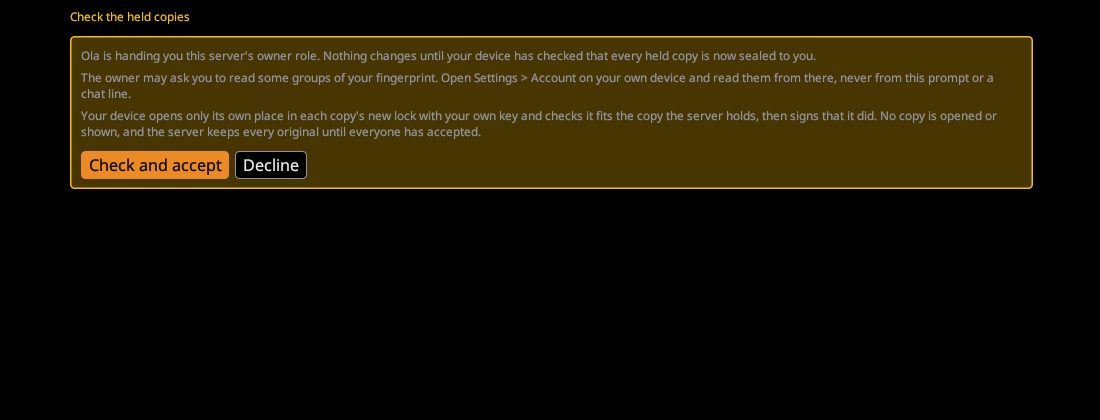 Check the held copies
Ola is handing you this server's owner role. Nothing changes until your device has checked that every held copy is now sealed to you.
The owner may ask you to read some groups of your fingerprint. Open Settings > Account on your own device and read them from there, never from this prompt or a
chat line.
Your device opens only its own place in each copy's new lock with your own key and checks it fits the copy the server holds, then signs that it did. No copy is opened or
shown, and the server keeps every original until everyone has accepted.
Check and accept Decline